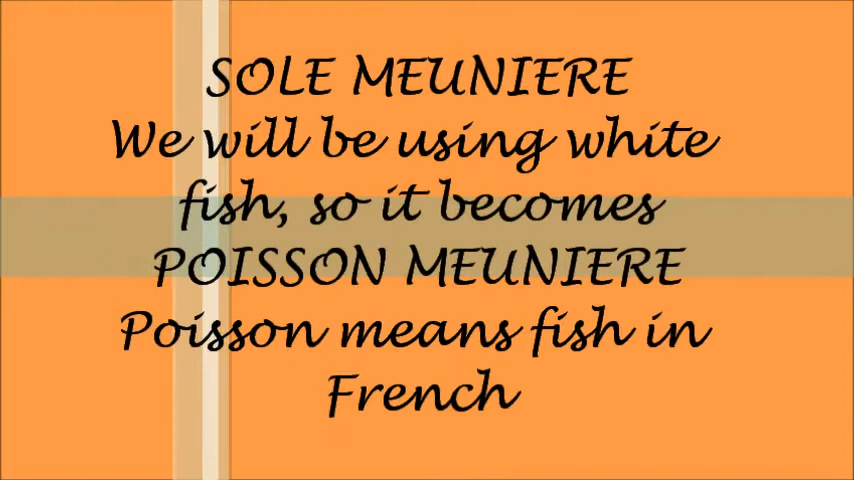 SOLE MEUNIERE
We will be using white
fish, so it becomes
POISSON MEUNIERE
Poisson means fish in
French